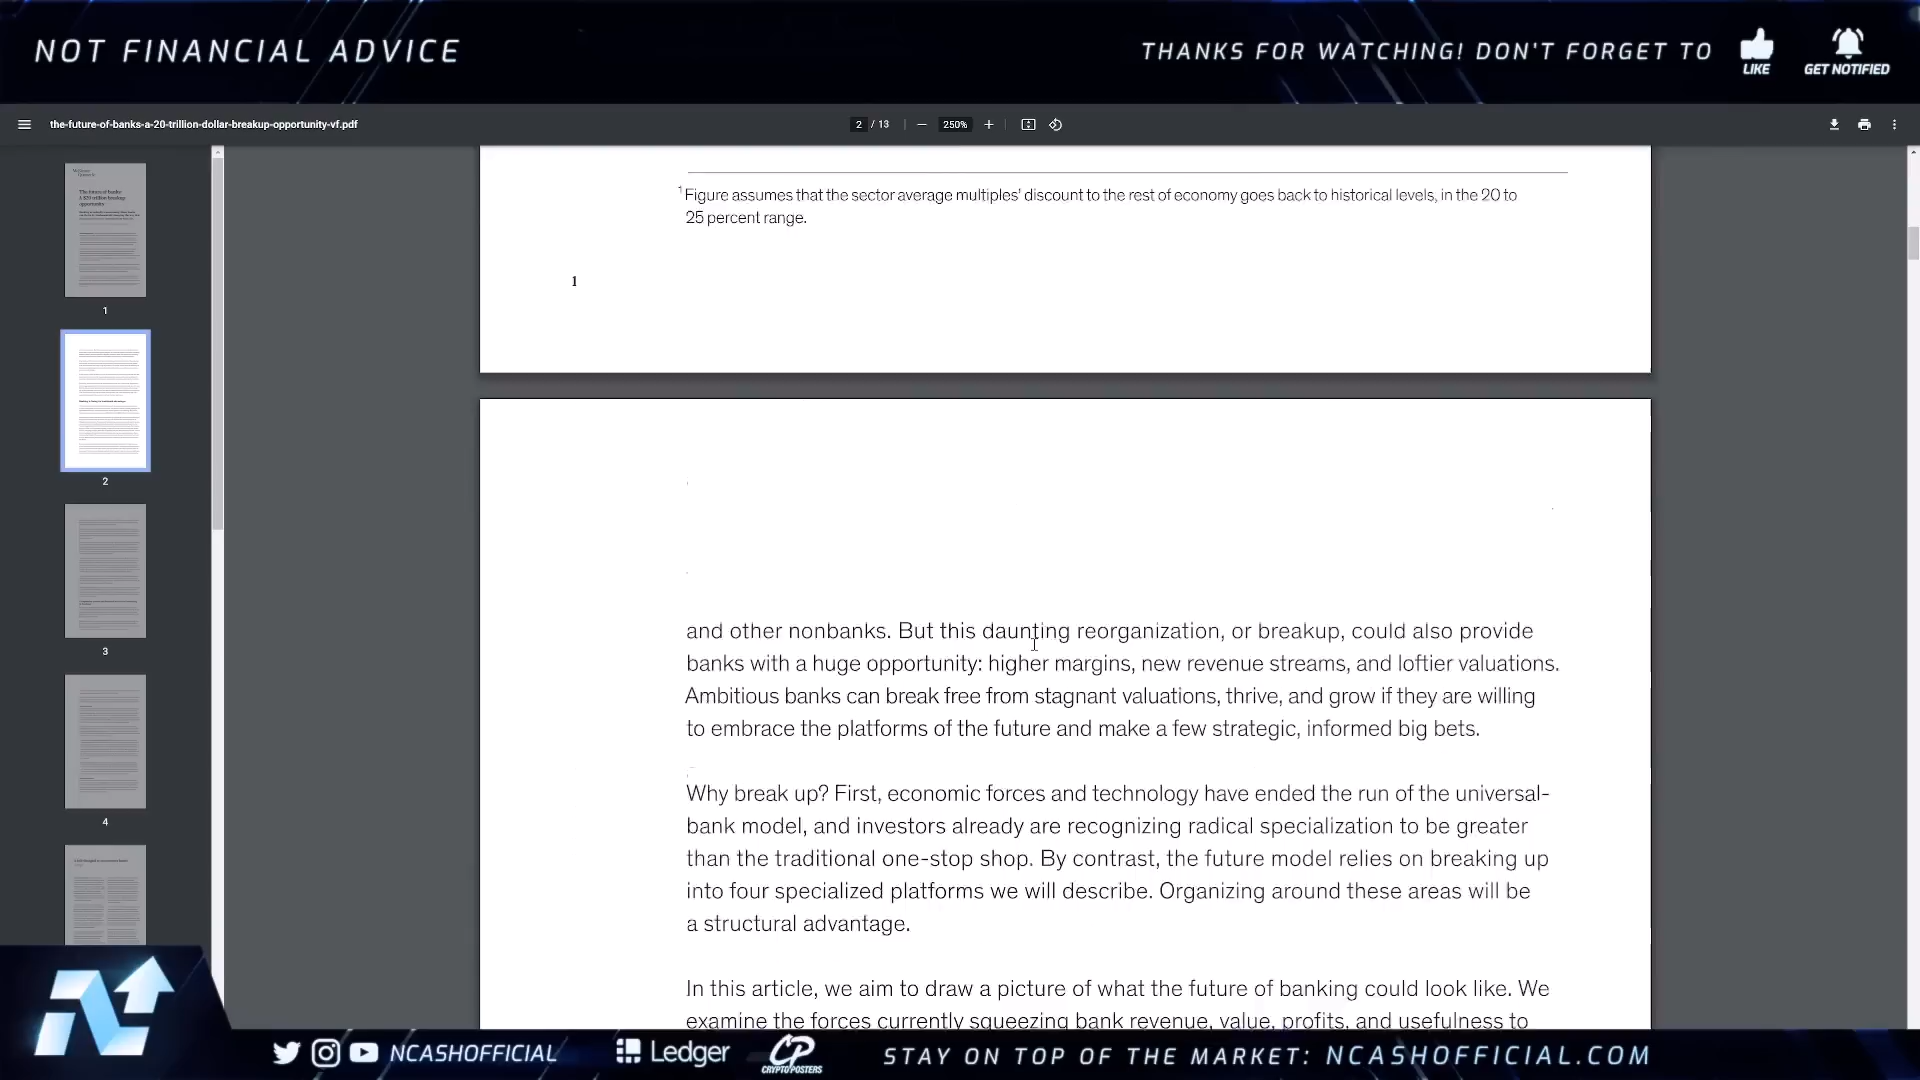 NOT FINANCIAL ADVICE
THANKS FOR WATCHING! DON'T FORGET TO
LIKE
GET NOTIFIED
the-future-of-banks-a-20-trillion-dollar-breakup-opportunity-vf.pdf
2 / 13
250%
1 Figure assumes that the sector average multiples' discount to the rest of economy goes back to historical levels, in the 20 to
25 percent range.
1
and other nonbanks. But this daunting reorganization, or breakup, could also provide
banks with a huge opportunity: higher margins, new revenue streams, and loftier valuations.
Ambitious banks can break free from stagnant valuations, thrive, and grow if they are willing
to embrace the platforms of the future and make a few strategic, informed big bets.
Why break up? First, economic forces and technology have ended the run of the universal-
bank model, and investors already are recognizing radical specialization to be greater
than the traditional one-stop shop. By contrast, the future model relies on breaking up
into four specialized platforms we will describe. Organizing around these areas will be
a structural advantage.
In this article, we aim to draw a picture of what the future of banking could look like. We
examine the forces currently squeezing bank revenue, value, profits, and usefulness to
1
2
3
4
NCASHOFFICIAL
Ledger
CP
CRYPTOPOSTERS
STAY ON TOP OF THE MARKET: NCASHOFFICIAL.COM